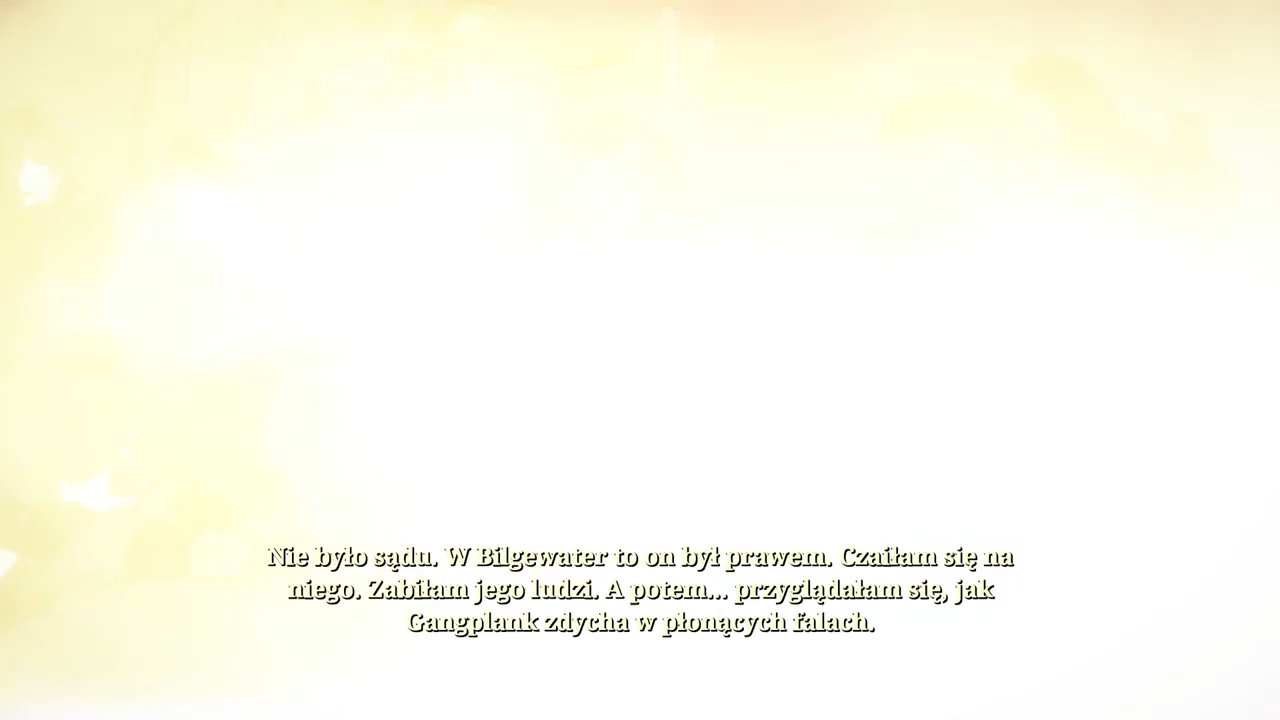 Nie było sądu. W Bilgewater to on był prawem. Czaiłam się na
niego. Zabiłam jego ludzi. A potem... przyglądałam się, jak
Gangplank zdycha w płonących falach.